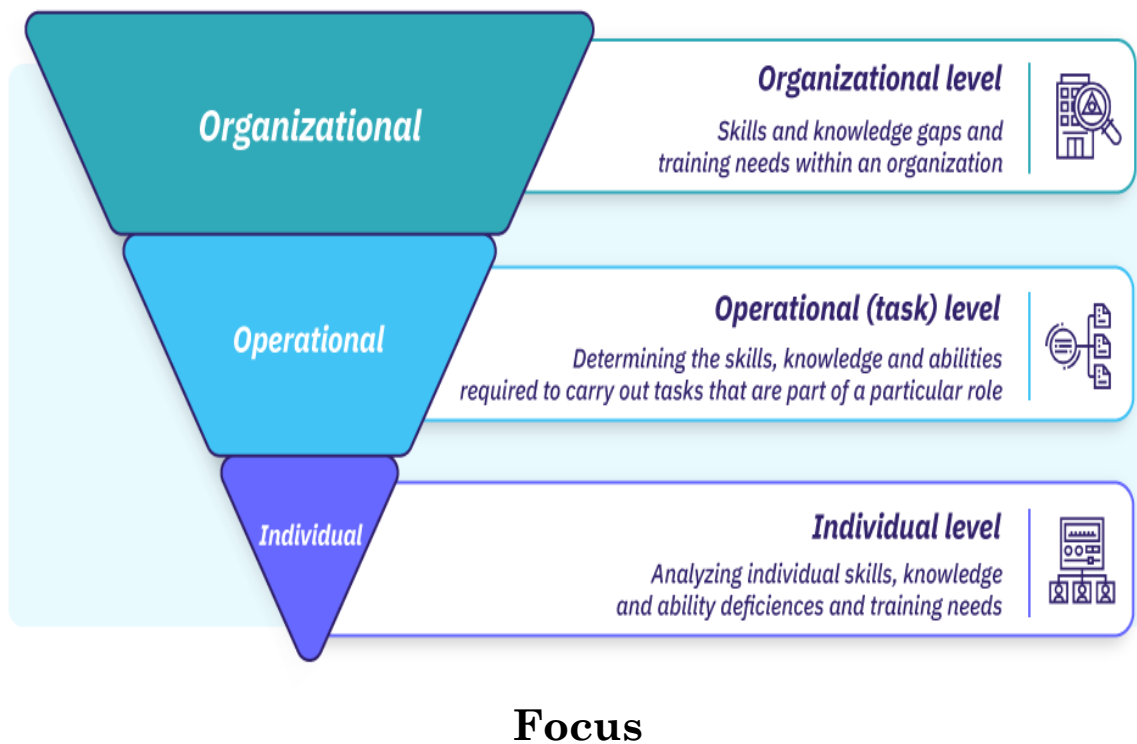 Organizational
Organizational level
Skills and knowledge gaps and
training needs within an organization
Operational
Operational (task) level
Determining the skills, knowledge and abilities
required to carry out tasks that are part of a particular role
Individual
Individual level
Analyzing individual skills, knowledge
and ability deficiences and training needs
Focus